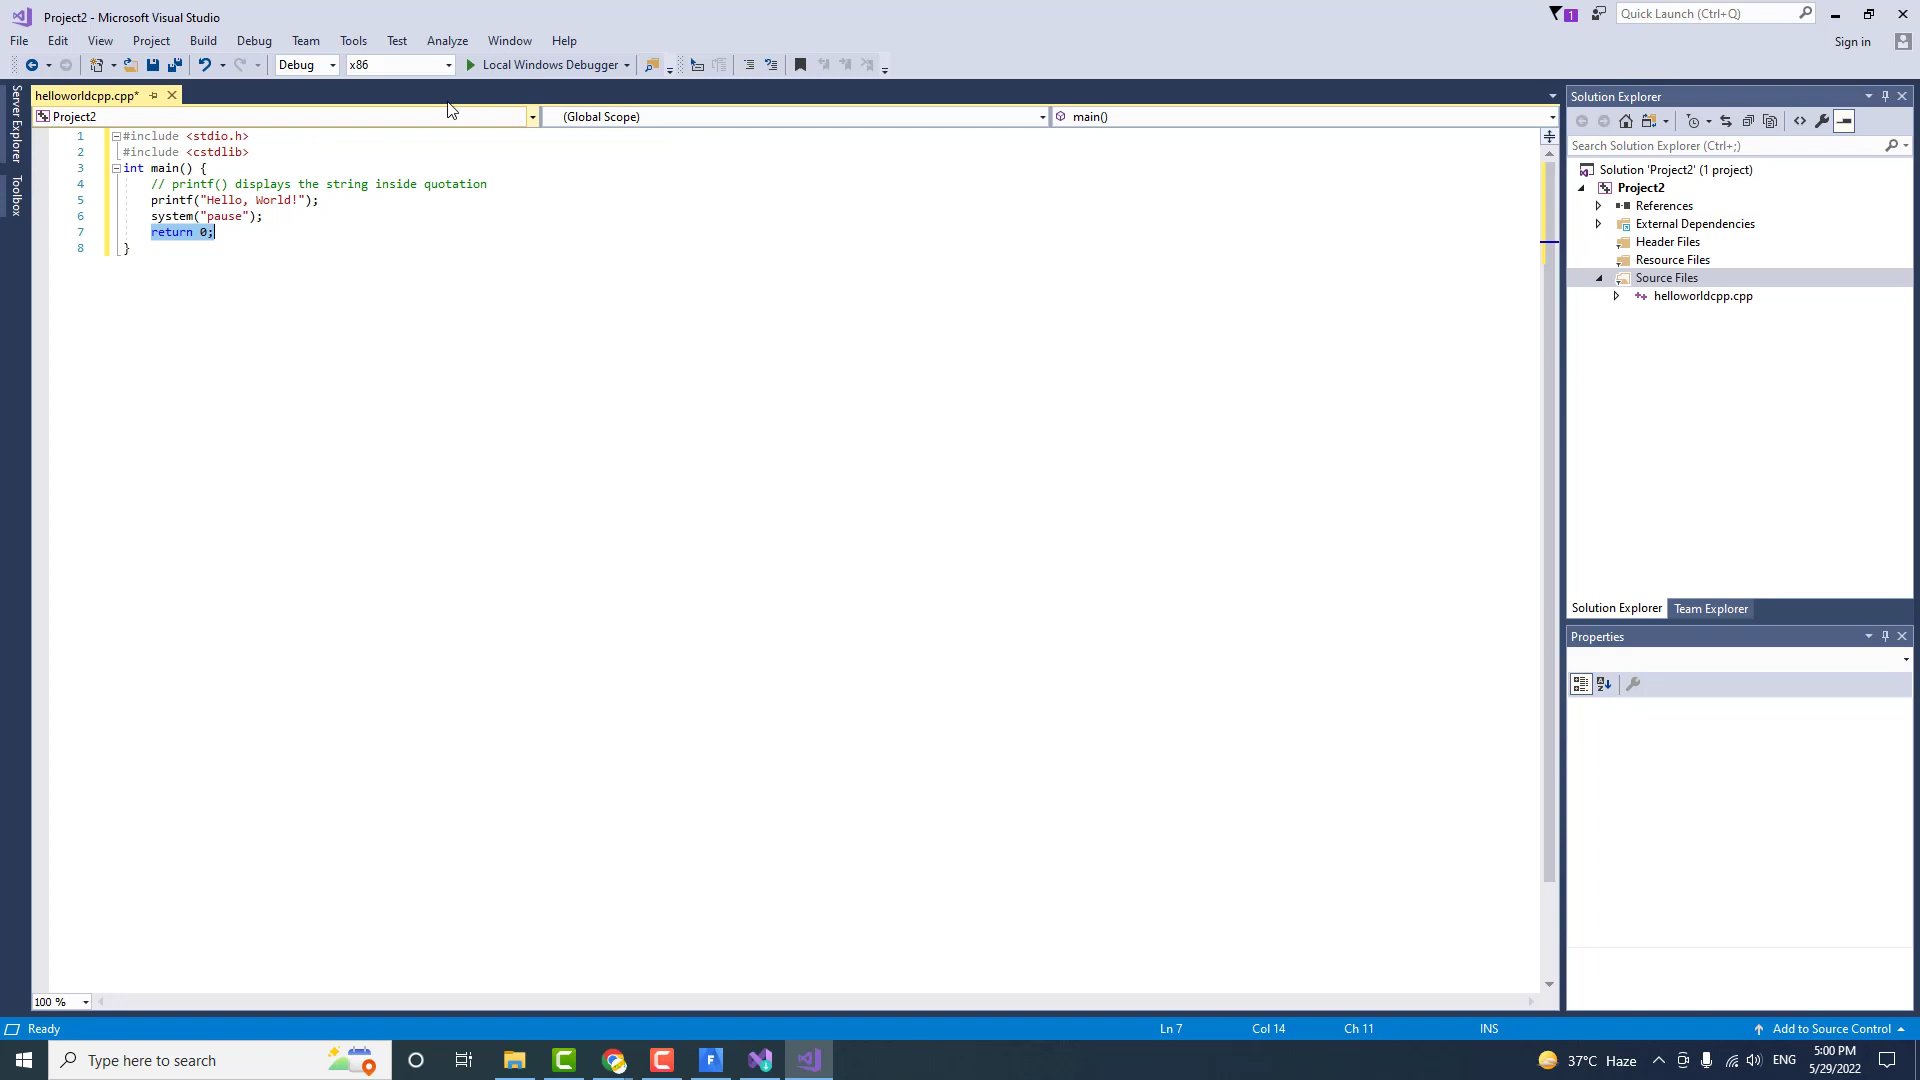 Project2 - Microsoft Visual Studio
1
Quick Launch (Ctrl+Q)
File Edit View Project Build Debug Team Tools Test Analyze Window Help
Sign in
Debug x86 Local Windows Debugger
Server Explorer
Toolbox
helloworldcpp.cpp*
Project2 (Global Scope) main()
1 #include <stdio.h>
2 #include <cstdlib>
3 int main() {
4 // printf() displays the string inside quotation
5 printf("Hello, World!");
6 system("pause");
7 return 0;
8 }
100 %
Solution Explorer
Search Solution Explorer (Ctrl+;)
Solution 'Project2' (1 project)
Project2
References
External Dependencies
Header Files
Resource Files
Source Files
helloworldcpp.cpp
Solution Explorer Team Explorer
Properties
Ready Ln 7 Col 14 Ch 11 INS Add to Source Control
Type here to search
37°C Haze ENG
5:00 PM
5/29/2022